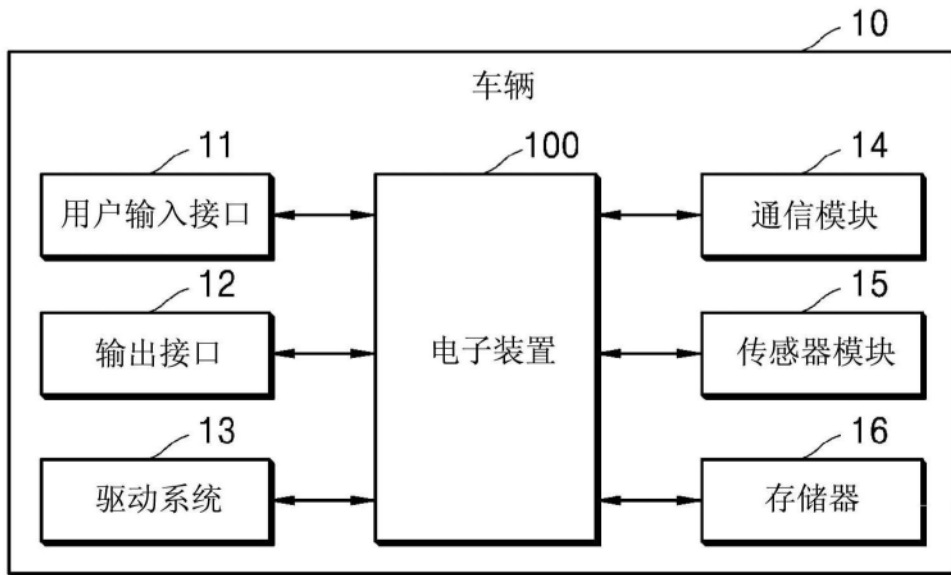 10
车辆
11
100
14
用户输入接口
通信模块
12
15
输出接口
电子装置
传感器模块
13
16
驱动系统
存储器